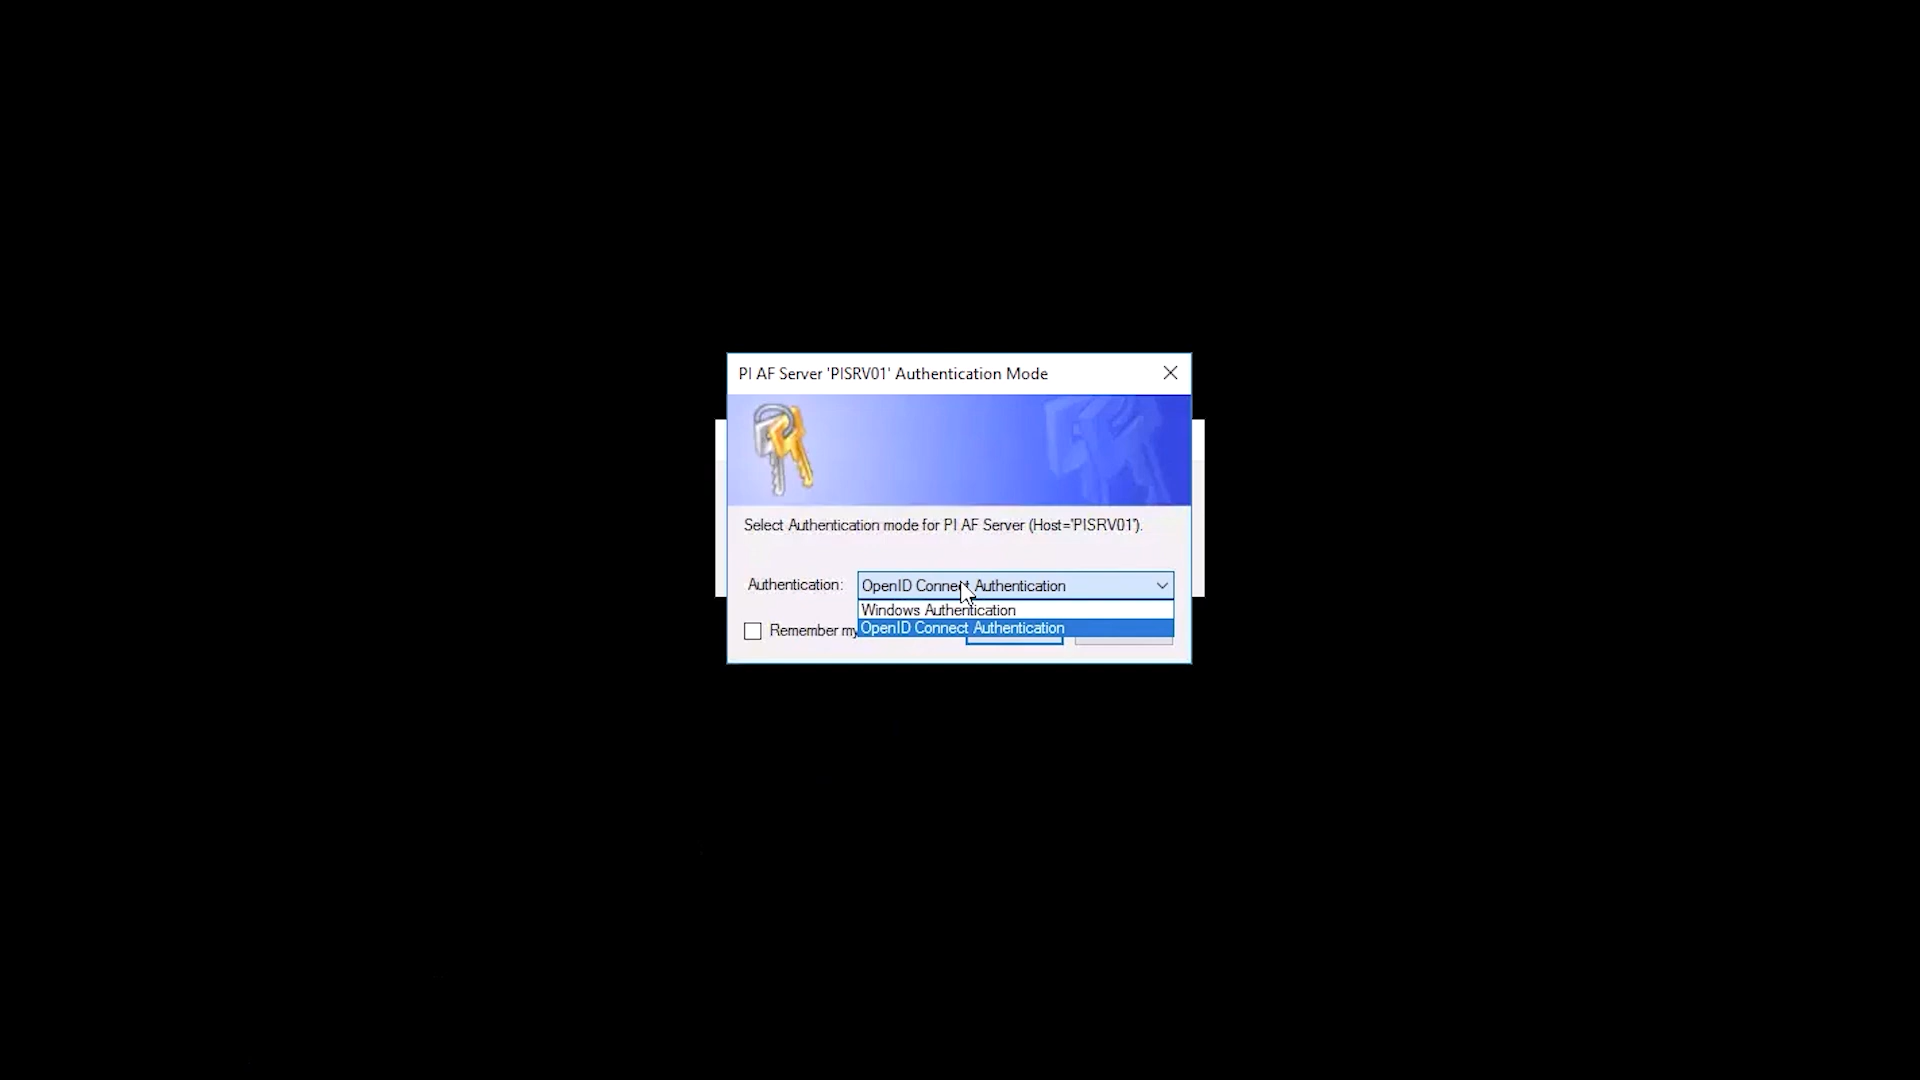 PI AF Server 'PISRV01' Authentication Mode
Select Authentication mode for PI AF Server (Host='PISRV01').
Authentication: OpenID Connect Authentication
Windows Authentication
OpenID Connect Authentication
Remember my